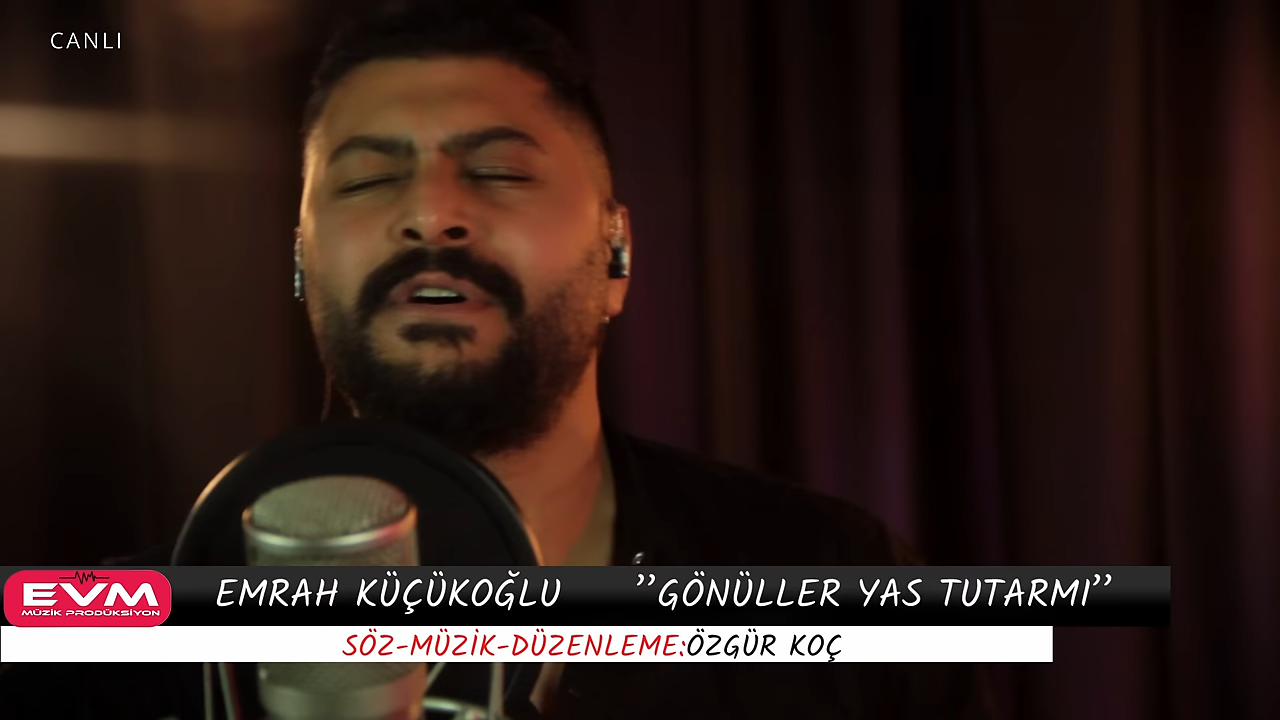 CANLI
EVM
MÜZİK PRODÜKSİYON
EMRAH KÜÇÜKOĞLU ”GÖNÜLLER YAS TUTARMI”
SÖZ-MÜZİK-DÜZENLEME:ÖZGÜR KOÇ